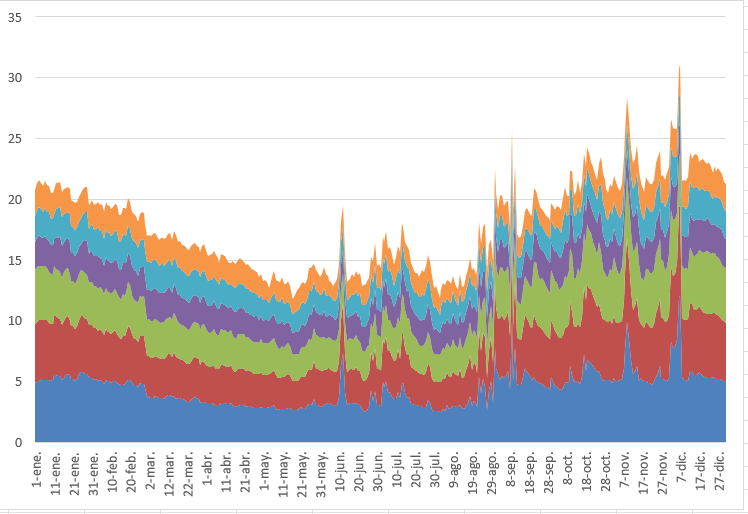 35
30
25
20
15
10
5
0
1-ene.
11-ene.
21-ene.
31-ene.
10-feb.
20-feb.
2-mar.
12-mar.
22-mar.
1-abr.
11-abr.
21-abr.
1-may.
11-may.
21-may.
31-may.
10-jun.
20-jun.
30-jun.
10-jul.
20-jul.
30-jul.
9-ago.
19-ago.
29-ago.
8-sep.
18-sep.
28-sep.
8-oct.
18-oct.
28-oct.
7-nov.
17-nov.
27-nov.
7-dic.
17-dic.
27-dic.